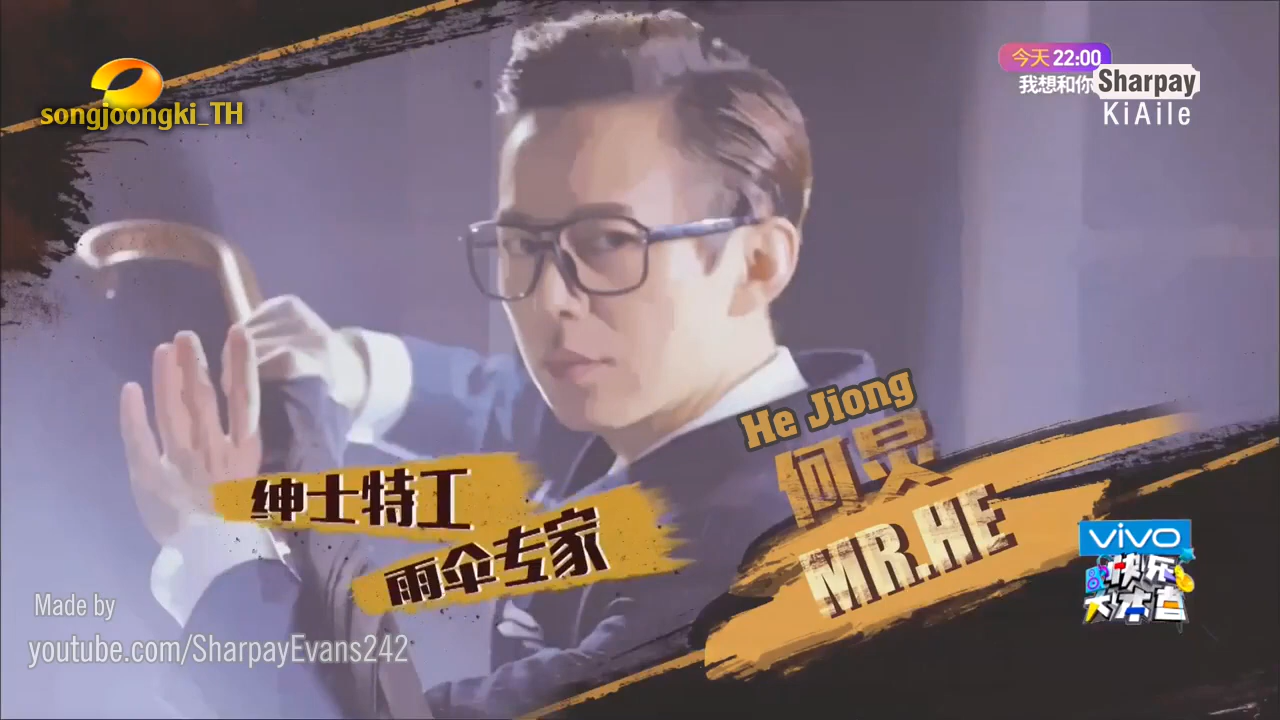 今天22:00
我想和你
Sharpay
KiAile
songjoongki_TH
He Jiong
何炅
MR.HE
绅士特工
雨伞专家
vivo
快乐
大本营
Made by
youtube.com/SharpayEvans242